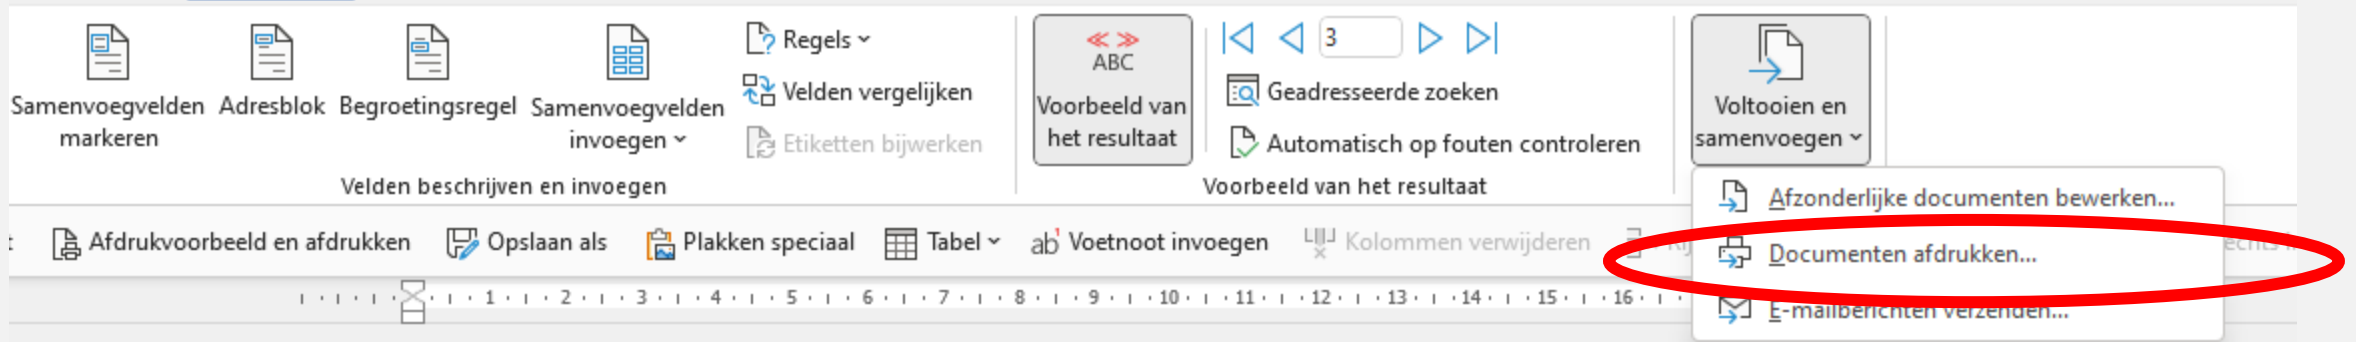 Samenvoegvelden
markeren
Adresblok
Begroetingsregel
Samenvoegvelden
invoegen
Regels
Velden vergelijken
Etiketten bijwerken
Velden beschrijven en invoegen
ABC
Voorbeeld van
het resultaat
3
Geadresseerde zoeken
Automatisch op fouten controleren
Voorbeeld van het resultaat
Voltooien en
samenvoegen
Afzonderlijke documenten bewerken...
Documenten afdrukken...
E-mailberichten verzenden...
Afdrukvoorbeeld en afdrukken
Opslaan als
Plakken speciaal
Tabel
ab Voetnoot invoegen
Kolommen verwijderen
1 2 3 4 5 6 7 8 9 10 11 12 13 14 15 16